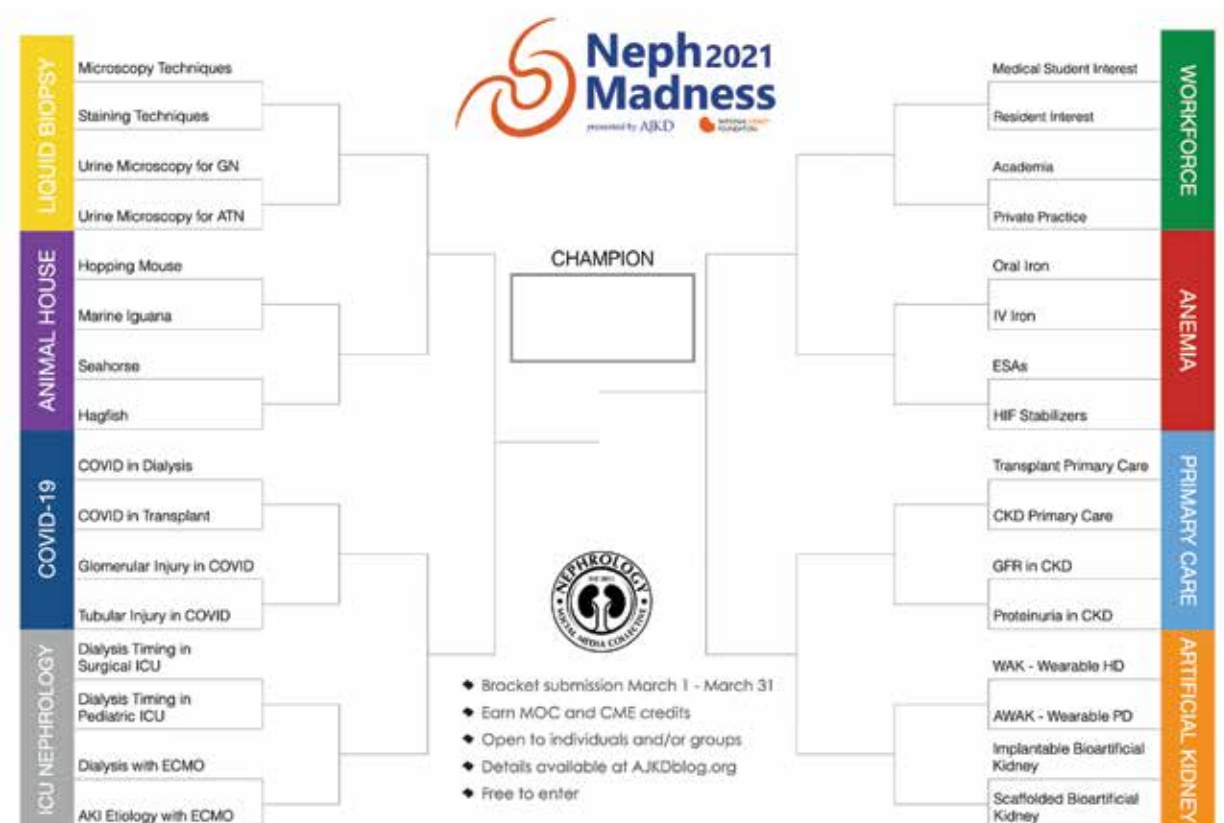 Neph 2021
Madness
presented by AJKD
NATIONAL KIDNEY
FOUNDATION
LIQUID BIOPSY
Microscopy Techniques
Staining Techniques
Urine Microscopy for GN
Urine Microscopy for ATN
ANIMAL HOUSE
Hopping Mouse
Marine Iguana
Seahorse
Hagfish
COVID-19
COVID in Dialysis
COVID in Transplant
Glomerular Injury in COVID
Tubular Injury in COVID
ICU NEPHROLOGY
Dialysis Timing in
Surgical ICU
Dialysis Timing in
Pediatric ICU
Dialysis with ECMO
AKI Etiology with ECMO
CHAMPION
NEPHROLOGY
SOCIAL MEDIA COLLECTIVE
Bracket submission March 1 - March 31
Earn MOC and CME credits
Open to individuals and/or groups
Details available at AJKDblog.org
Free to enter
WORKFORCE
Medical Student Interest
Resident Interest
Academia
Private Practice
ANEMIA
Oral Iron
IV Iron
ESAs
HIF Stabilizers
PRIMARY CARE
Transplant Primary Care
CKD Primary Care
GFR in CKD
Proteinuria in CKD
ARTIFICIAL KIDNEY
WAK - Wearable HD
AWAK - Wearable PD
Implantable Bioartificial
Kidney
Scaffolded Bioartificial
Kidney